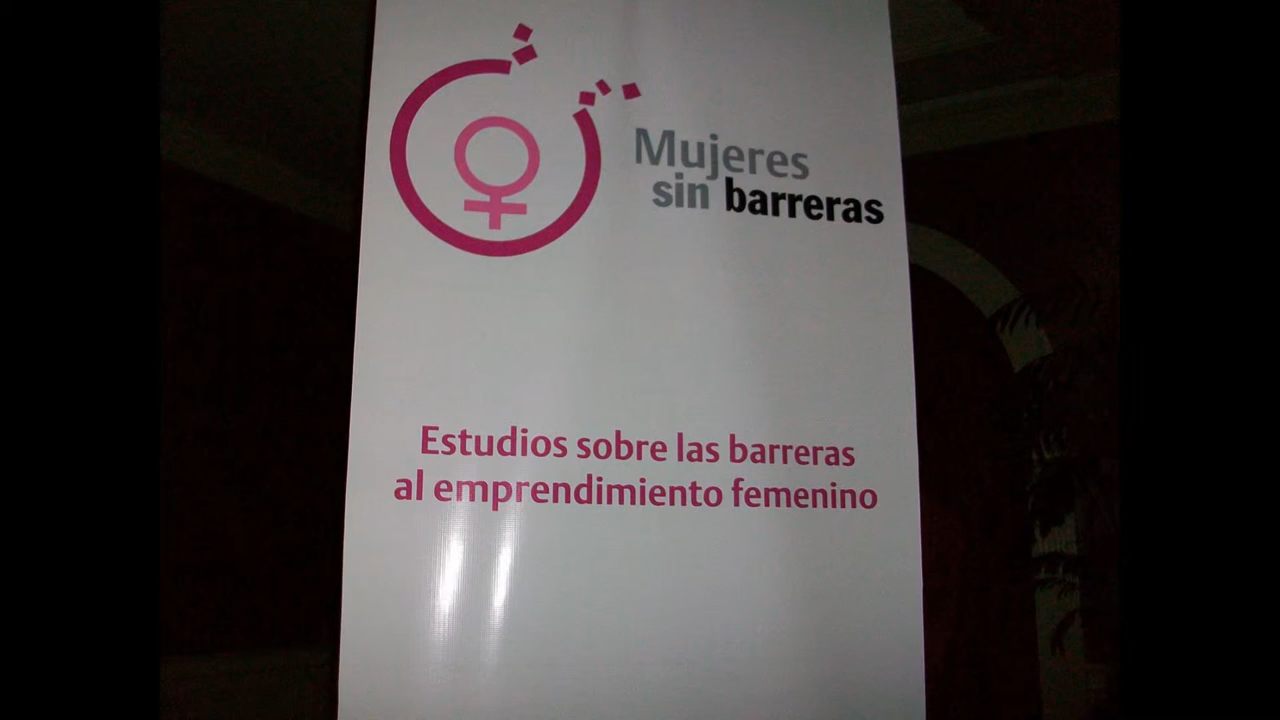 Mujeres
sin barreras
Estudios sobre las barreras
al emprendimiento femenino